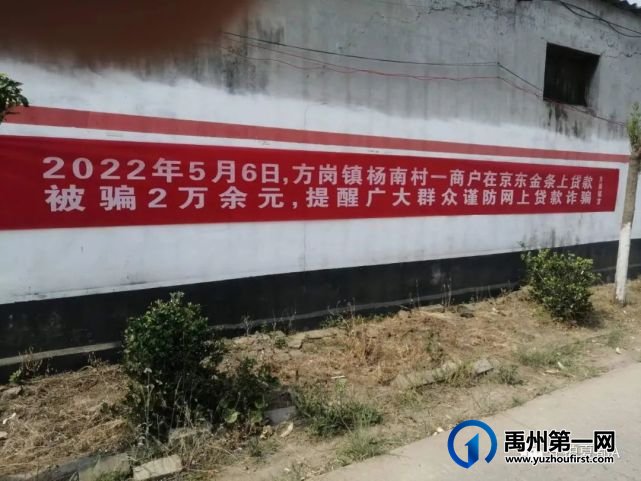 2022年5月6日,方岗镇杨南村一商户在京东金条上贷款
被骗2万余元,提醒广大群众谨防网上贷款诈骗
禹州第一网
www.yuzhoufirst.com